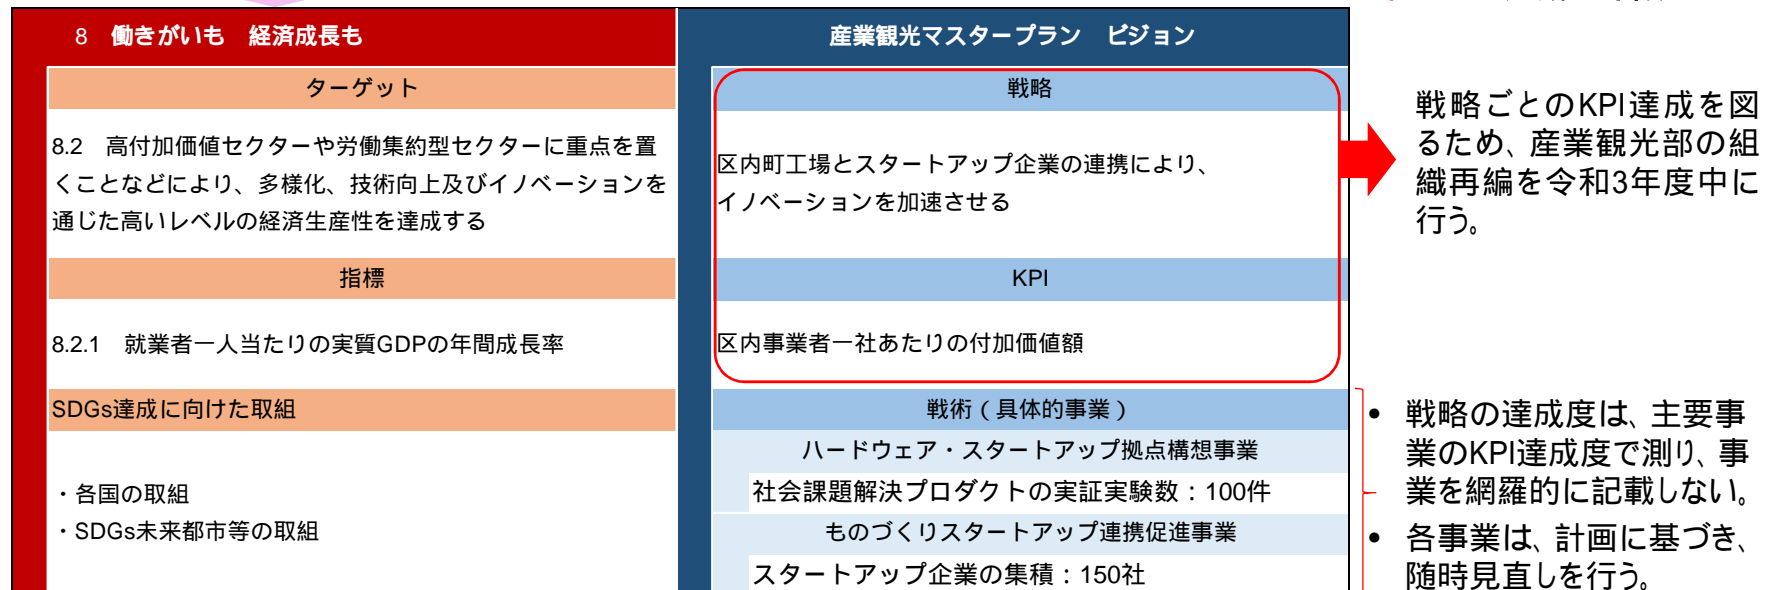 8 働きがいも 経済成長も
ターゲット
8.2 高付加価値セクターや労働集約型セクターに重点を置
くことなどにより、多様化、技術向上及びイノベーションを
通じた高いレベルの経済生産性を達成する
指標
8.2.1 就業者一人当たりの実質GDPの年間成長率
SDGs達成に向けた取組
・各国の取組
・SDGs未来都市等の取組
産業観光マスタープラン ビジョン
戦略
区内町工場とスタートアップ企業の連携により、
イノベーションを加速させる
KPI
区内事業者一社あたりの付加価値額
戦術(具体的事業)
ハードウェア・スタートアップ拠点構想事業
社会課題解決プロダクトの実証実験数:100件
ものづくりスタートアップ連携促進事業
スタートアップ企業の集積:150社
戦略ごとのKPI達成を図
るため、産業観光部の組
織再編を令和3年度中に
行う。
• 戦略の達成度は、主要事
業のKPI達成度で測り、事
業を網羅的に記載しない。
• 各事業は、計画に基づき、
随時見直しを行う。